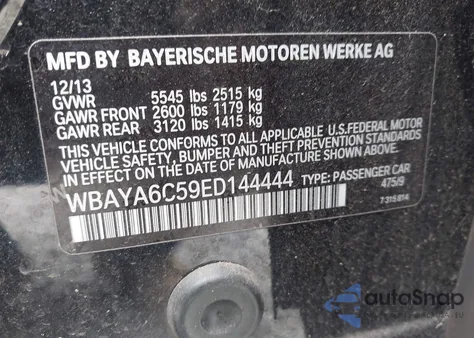 MFD BY BAYERISCHE MOTOREN WERKE AG
12/13
GVWR 5545 lbs 2515 kg
GAWR FRONT 2600 lbs 1179 kg
GAWR REAR 3120 lbs 1415 kg
THIS VEHICLE CONFORMS TO ALL APPLICABLE U.S.FEDERAL MOTOR
VEHICLE SAFETY, BUMPER AND THEFT PREVENTION STANDARDS
IN EFFECT ON THE DATE OF MANUFACTURE SHOWN ABOVE.
WBAYA6C59ED144444 TYPE: PASSENGER CAR
475/9
7315814
autoSnap